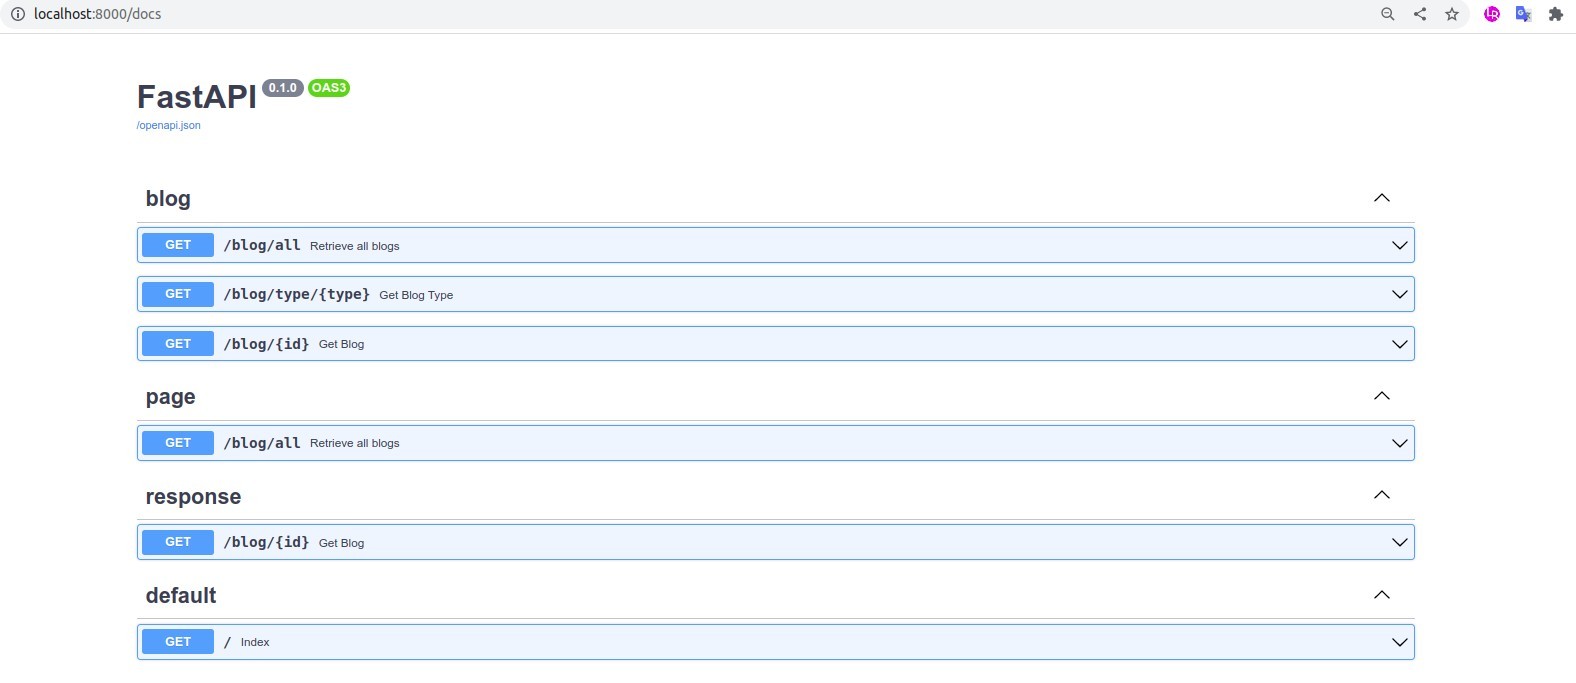 localhost:8000/docs
FastAPI 0.1.0 OAS3
/openapi.json
blog
GET /blog/all Retrieve all blogs
GET /blog/type/{type} Get Blog Type
GET /blog/{id} Get Blog
page
GET /blog/all Retrieve all blogs
response
GET /blog/{id} Get Blog
default
GET / Index